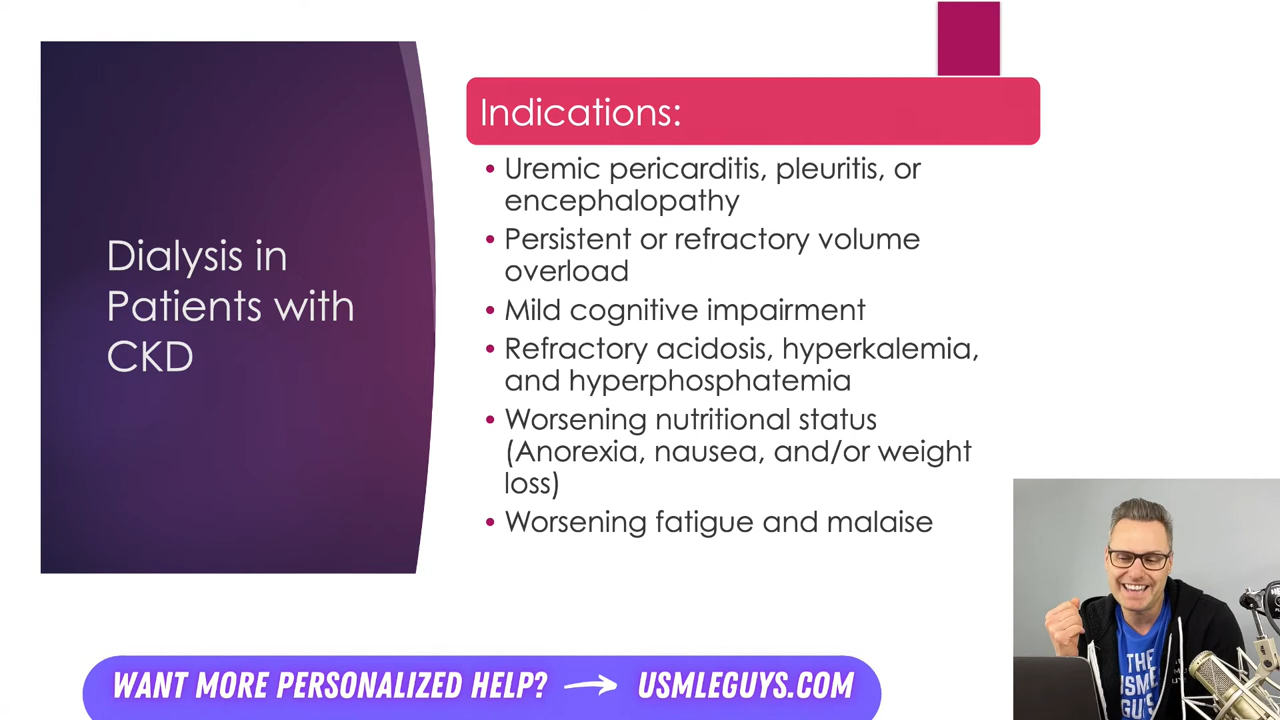 Dialysis in
Patients with
CKD
Indications:
• Uremic pericarditis, pleuritis, or
encephalopathy
• Persistent or refractory volume
overload
• Mild cognitive impairment
• Refractory acidosis, hyperkalemia,
and hyperphosphatemia
• Worsening nutritional status
(Anorexia, nausea, and/or weight
loss)
• Worsening fatigue and malaise
THE
USMLE
GUYS
WANT MORE PERSONALIZED HELP? → USMLEGUYS.COM